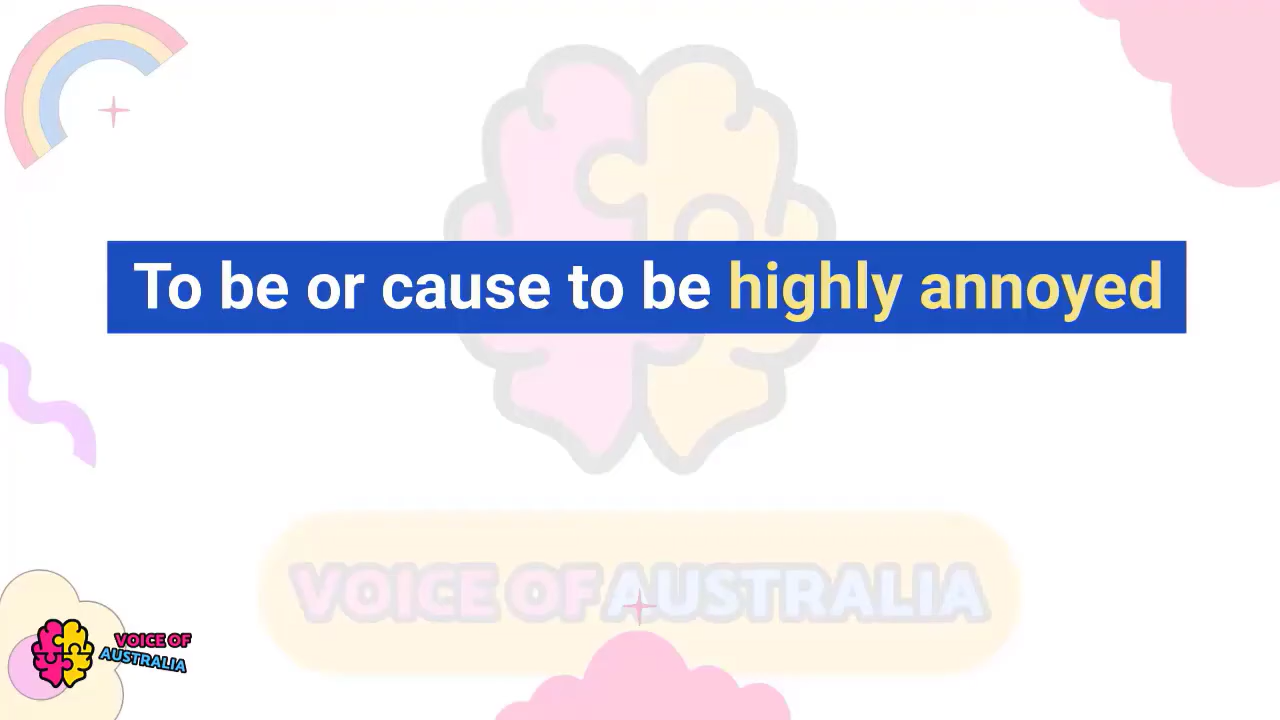 To be or cause to be highly annoyed
VOICE OF AUSTRALIA
VOICE OF
AUSTRALIA